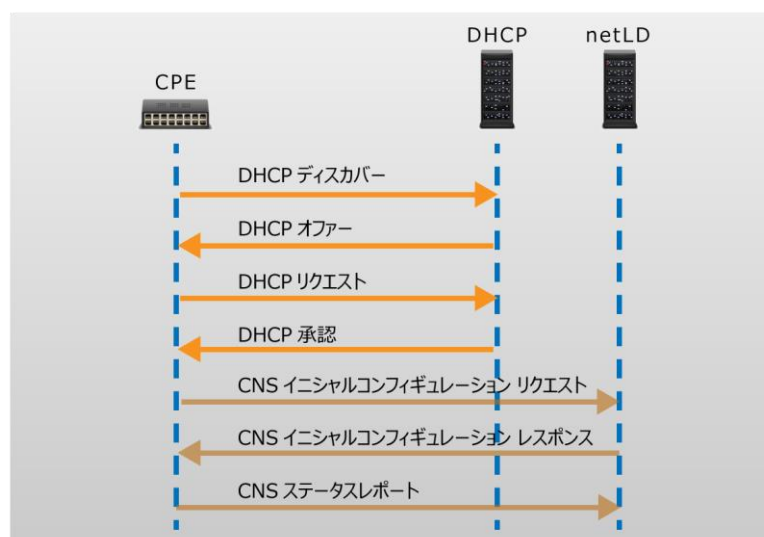 DHCP
netLD
CPE
DHCP ディスカバー
DHCP オファー
DHCP リクエスト
DHCP 承認
CNS イニシャルコンフィギュレーション リクエスト
CNS イニシャルコンフィギュレーション レスポンス
CNS ステータスレポート